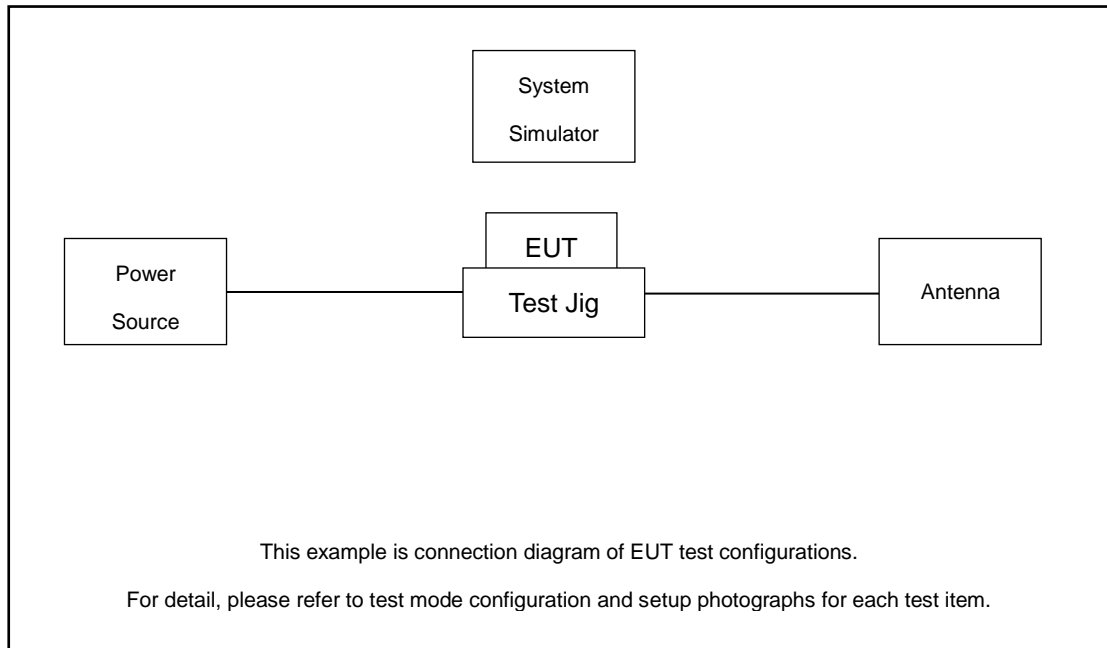 System
Simulator
EUT
Power
Source
Test Jig
Antenna
This example is connection diagram of EUT test configurations.
For detail, please refer to test mode configuration and setup photographs for each test item.